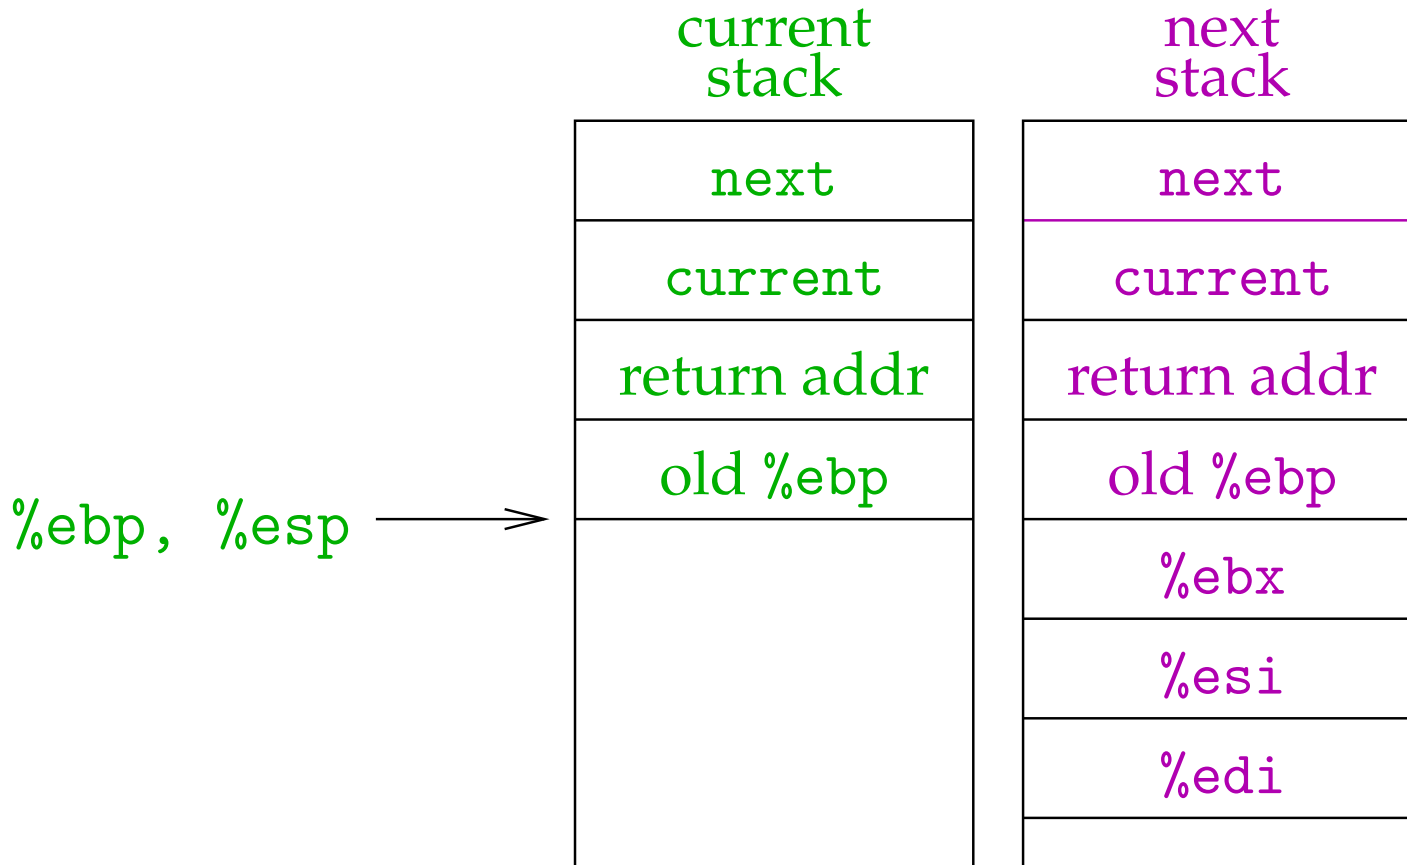 current
stack
next
current
return addr
old %ebp
%ebp, %esp
next
stack
next
current
return addr
old %ebp
%ebx
%esi
%edi